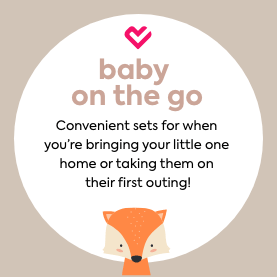 baby
on the go
Convenient sets for when
you're bringing your little one
home or taking them on
their first outing!